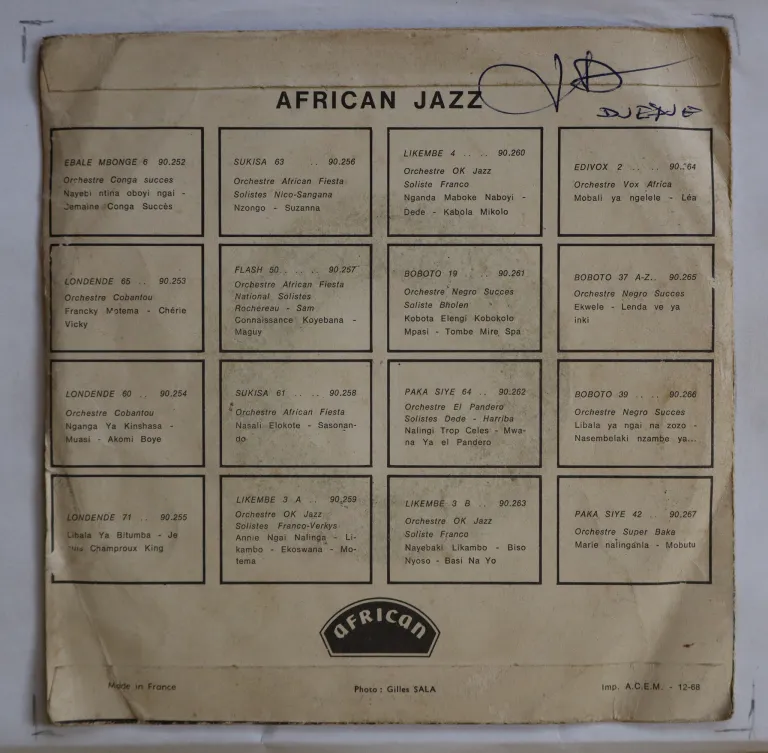 AFRICAN JAZZ
DJESJE
EBALE MBONGE 6 90.252
Orchestre Conga succes
Nayebi ntina oboyi ngai -
Jemaine Conga Succès
SUKISA 63 .. 90.256
Orchestre African Fiesta
Solistes Nico-Sangana
Nzongo - Suzanna
LIKEMBE 4 .. .. 90.260
Orchestre OK Jazz
Soliste Franco
Nganda Maboke Naboyi -
Dede - Kabola Mikolo
EDIVOX 2 .. .. 90.264
Orchestre Vox Africa
Mobali ya ngelele - Léa
LONDENDE 65 .. 90.253
Orchestre Cobantou
Francky Motema - Chérie
Vicky
FLASH 50 .. .. .. 90.257
Orchestre African Fiesta
National Solistes
Rochereau - Sam
Connaissance Koyebana -
Maguy
BOBOTO 19 .. .. 90.261
Orchestre Negro Succes
Soliste Bholen
Kobota Elengi Kobokolo
Mpasi - Tombe Mire Spa
BOBOTO 37 A-Z.. 90.265
Orchestre Negro Succes
Ekwele - Lenda ve ya
inki
LONDENDE 60 .. 90.254
Orchestre Cobantou
Nganga Ya Kinshasa -
Muasi - Akomi Boye
SUKISA 61 .. .. 90.258
Orchestre African Fiesta
Nasali Elokote - Sasonan-
do
PAKA SIYE 64 .. 90.262
Orchestre El Pandero
Solistes Dede - Harriba
Nalingi Trop Celes - Mwa-
na Ya el Pandero
BOBOTO 39 .. .. 90.266
Orchestre Negro Succes
Libala ya ngai na zozo -
Nasembelaki nzambe ya...
LONDENDE 71 .. 90.255
Libala Ya Bitumba - Je
Champroux King
LIKEMBE 3 A .. 90.259
Orchestre OK Jazz
Solistes Franco-Verkys
Annie Ngai Nalinga - Li-
kambo - Ekoswana - Mo-
tema
LIKEMBE 3 B .. 90.263
Orchestre OK Jazz
Soliste Franco
Nayebaki Likambo - Biso
Nyoso - Basi Na Yo
PAKA SIYE 42 .. 90.267
Orchestre Super Baka
Marie nalingania - Mobutu
AFRICAN
Made in France
Photo : Gilles SALA
Imp. A.C.E.M. - 12-68